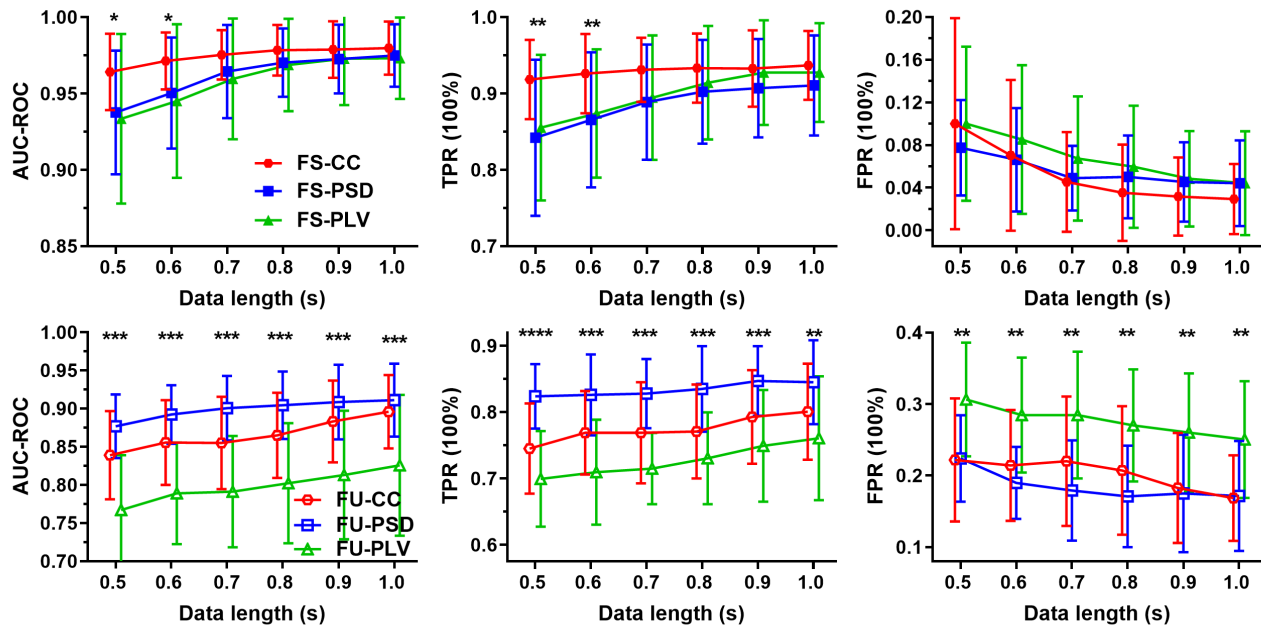 AUC-ROC
1.00
0.95
0.90
0.85
* *
FS-CC
FS-PSD
FS-PLV
0.5 0.6 0.7 0.8 0.9 1.0
Data length (s)
TPR (100%)
1.0
0.9
0.8
0.7
** **
0.5 0.6 0.7 0.8 0.9 1.0
Data length (s)
FPR (100%)
0.20
0.16
0.12
0.08
0.04
0.00
0.5 0.6 0.7 0.8 0.9 1.0
Data length (s)
AUC-ROC
1.00
0.95
0.90
0.85
0.80
0.75
0.70
*** *** *** *** *** ***
FU-CC
FU-PSD
FU-PLV
0.5 0.6 0.7 0.8 0.9 1.0
Data length (s)
TPR (100%)
0.9
0.8
0.7
0.6
**** *** *** *** *** **
0.5 0.6 0.7 0.8 0.9 1.0
Data length (s)
FPR (100%)
0.4
0.3
0.2
0.1
** ** ** ** ** **
0.5 0.6 0.7 0.8 0.9 1.0
Data length (s)